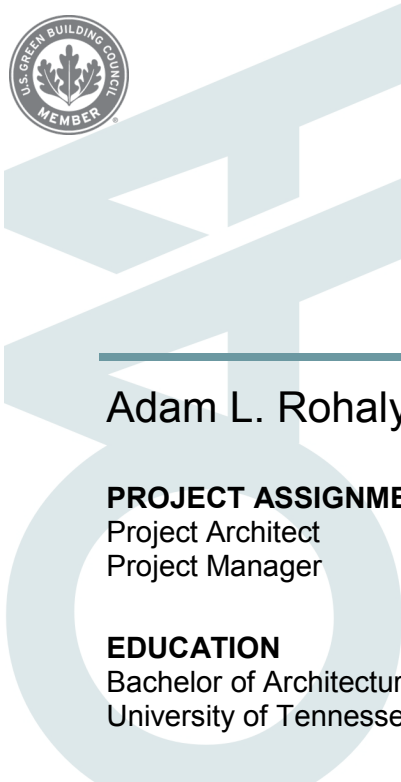 U.S. GREEN BUILDING COUNCIL
MEMBER
Adam L. Rohaly
PROJECT ASSIGNME
Project Architect
Project Manager
EDUCATION
Bachelor of Architectur
University of Tennesse